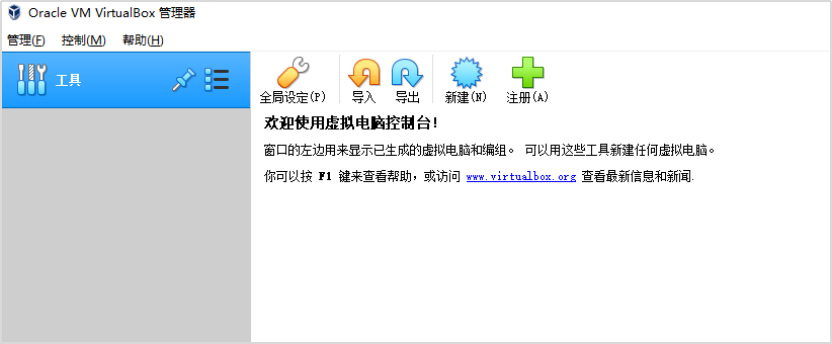 Oracle VM VirtualBox 管理器
管理(F) 控制(M) 帮助(H)
工具
全局设定(P) 导入 导出 新建(N) 注册(A)
欢迎使用虚拟电脑控制台!
窗口的左边用来显示已生成的虚拟电脑和编组。 可以用这些工具新建任何虚拟电脑。
你可以按 F1 键来查看帮助，或访问 www.virtualbox.org 查看最新信息和新闻.